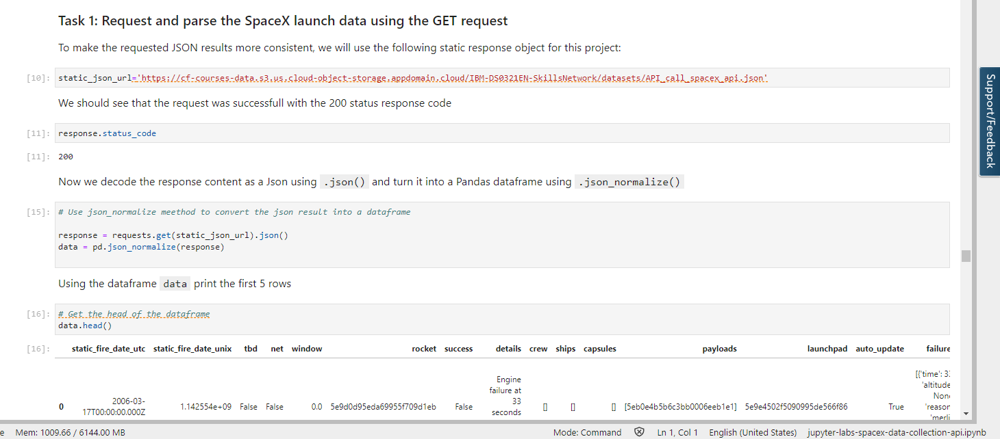 Task 1: Request and parse the SpaceX launch data using the GET request
To make the requested JSON results more consistent, we will use the following static response object for this project:
[10]: static_json_url='https://cf-courses-data.s3.us.cloud-object-storage.appdomain.cloud/IBM-DS0321EN-SkillsNetwork/datasets/API_call_spacex_api.json'
We should see that the request was successfull with the 200 status response code
[11]: response.status_code
[11]: 200
Now we decode the response content as a Json using .json() and turn it into a Pandas dataframe using .json_normalize()
[15]: # Use json_normalize meethod to convert the json result into a dataframe
response = requests.get(static_json_url).json()
data = pd.json_normalize(response)
Using the dataframe data print the first 5 rows
[16]: # Get the head of the dataframe
data.head()
[16]: static_fire_date_utc static_fire_date_unix tbd net window rocket success details crew ships capsules payloads launchpad auto_update failure
0 2006-03-17T00:00:00.000Z 1.142554e+09 False False 0.0 5e9d0d95eda69955f709d1eb False Engine failure at 33 seconds [] [] [] [5eb0e4b5b6c3bb0006eeb1e1] 5e9e4502f5090995de566f86 True [{'time': 33 'altitude None 'reason 'merli
Support/Feedback
e Mem: 1009.66 / 6144.00 MB Mode: Command Ln 1, Col 1 English (United States) jupyter-labs-spacex-data-collection-api.ipynb